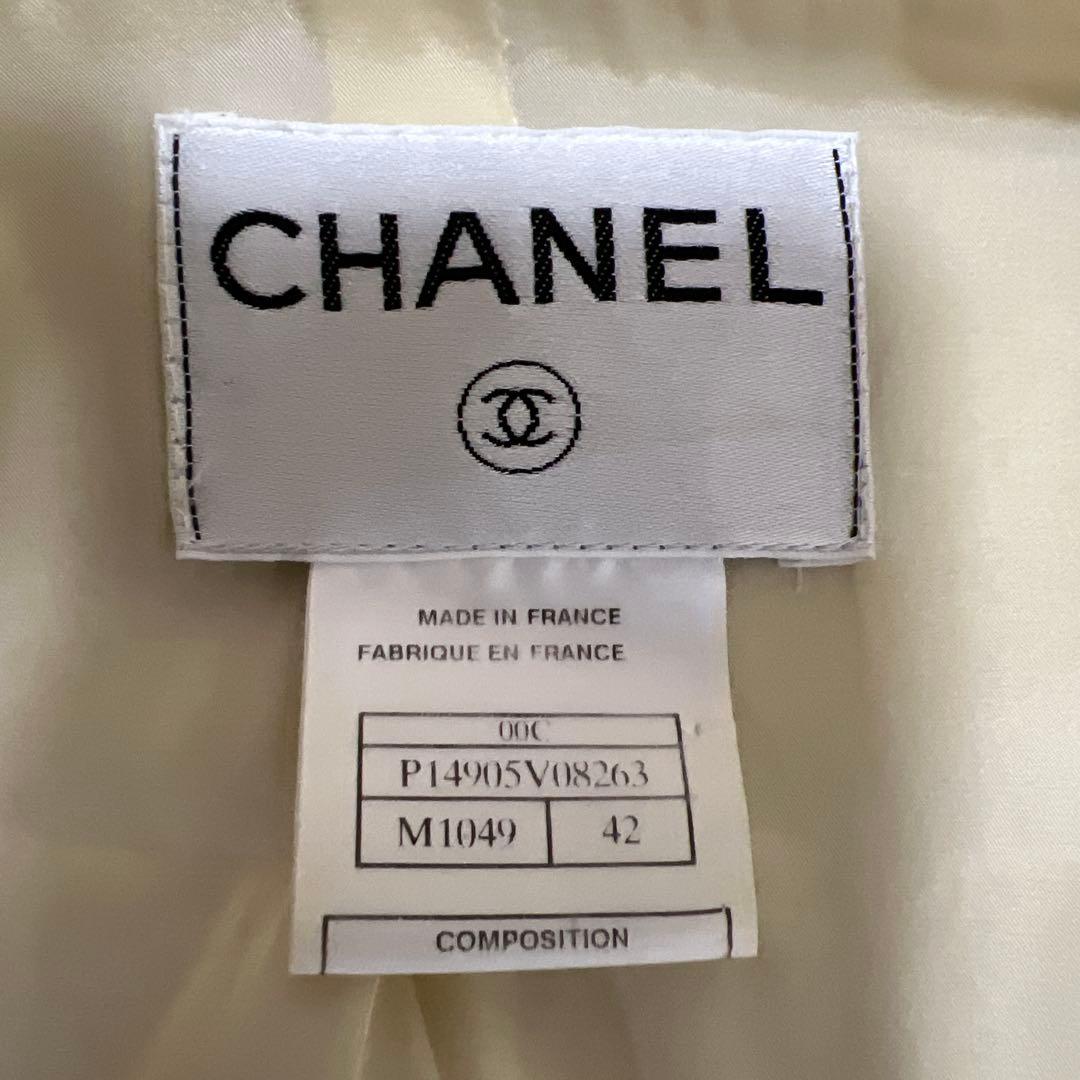 CHANEL
MADE IN FRANCE
FABRIQUE EN FRANCE
00C
P14905V08263
M1049 42
COMPOSITION